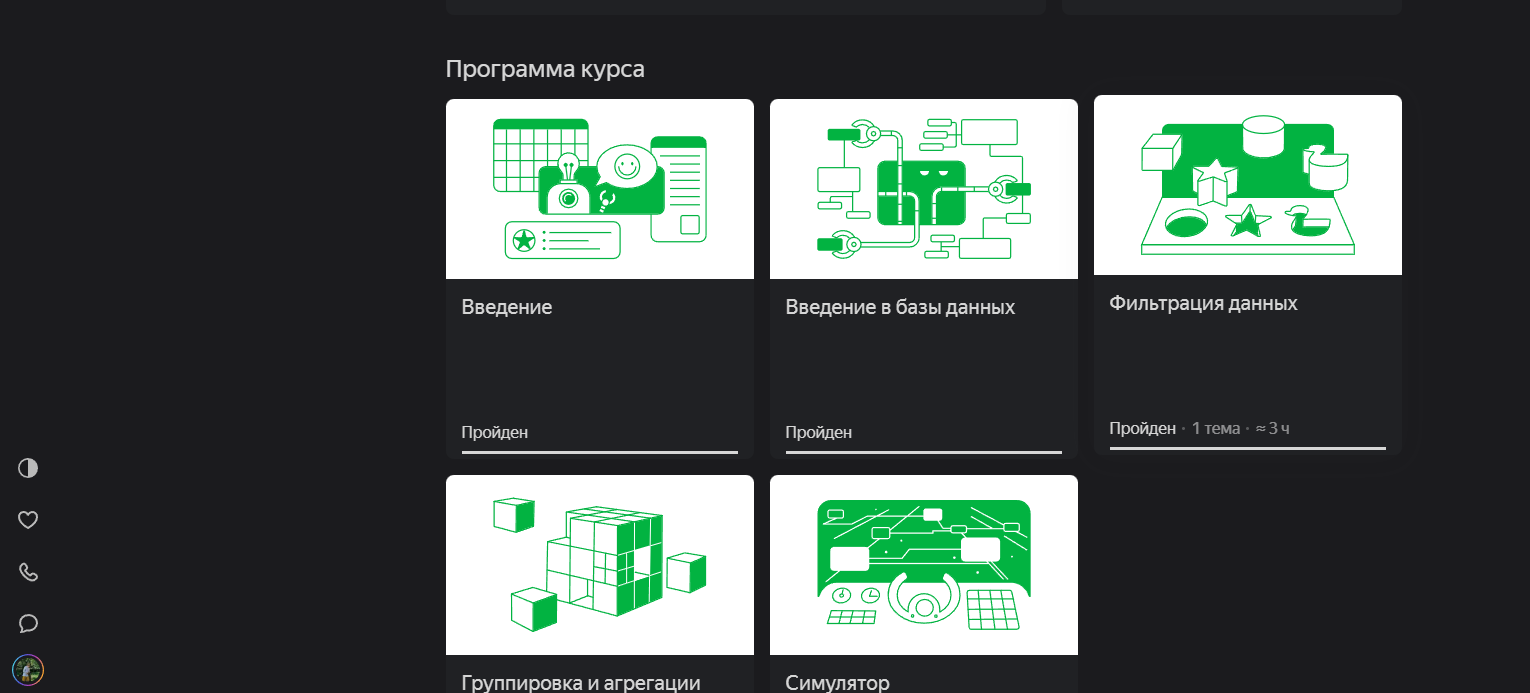 Программа курса
Введение
Пройден
Введение в базы данных
Пройден
Фильтрация данных
Пройден · 1 тема · ≈ 3 ч
Группировка и агрегации
Симулятор